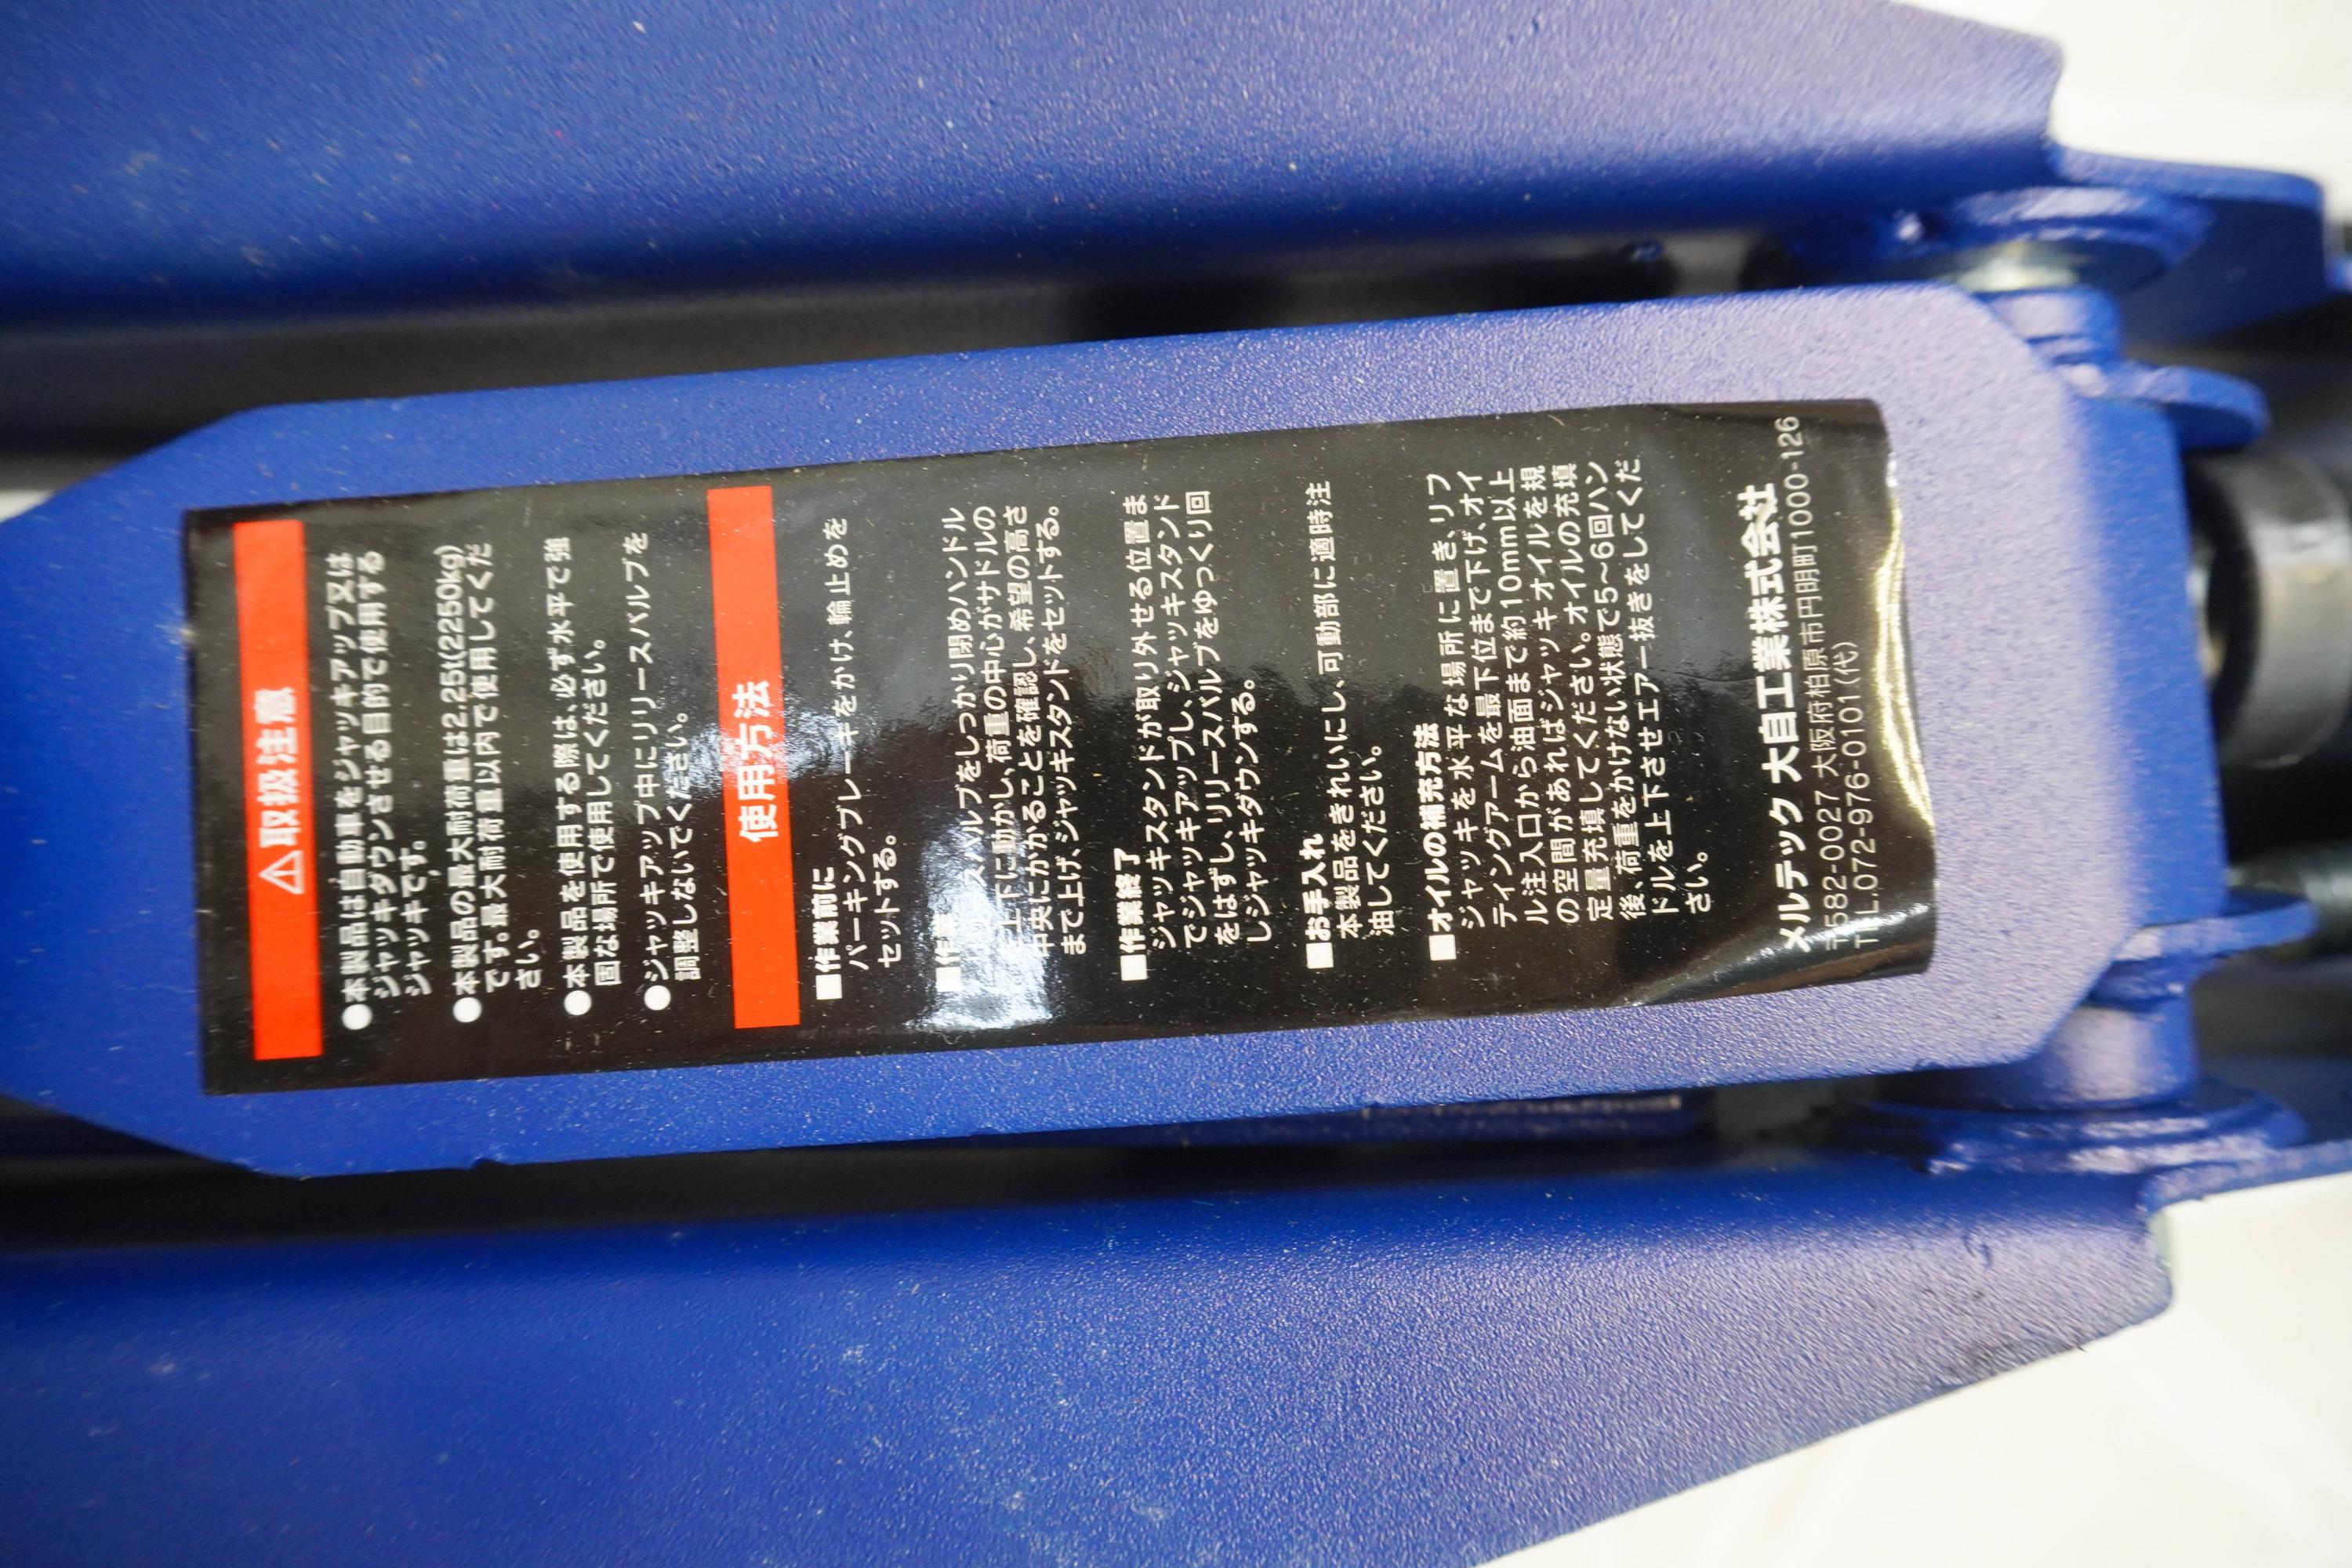 ⚠取扱注意
●本製品は自動車をジャッキアップ又は
ジャッキダウンさせる目的で使用する
ジャッキです。
●本製品の最大耐荷重は2.25t(2250kg)
です。最大耐荷重以内で使用してくだ
さい。
●本製品を使用する際は、必ず水平で強
固な場所で使用してください。
●ジャッキアップ中にリリースバルブを
調整しないでください。
使用方法
■作業前に
パーキングブレーキをかけ、輪止めを
セットする。
■作業
スバルブをしっかり閉めハンドル
を上下に動かし、荷重の中心がサドルの
中央にかかることを確認し、希望の高さ
まで上げ、ジャッキスタンドをセットする。
■作業終了
ジャッキスタンドが取り外せる位置ま
でジャッキアップし、ジャッキスタンド
をはずし、リリースバルブをゆっくり回
しジャッキダウンする。
■お手入れ
本製品をきれいにし、可動部に適時注
油してください。
■オイルの補充方法
ジャッキを水平な場所に置き、リフ
ティングアームを最下位まで下げ、オイ
ル注入口から油面まで約10mm以上
の空間があればジャッキオイルを規
定量充填してください。オイルの充填
後、荷重をかけない状態で5〜6回ハン
ドルを上下させエアー抜きをしてくだ
さい。
メルテック 大自工業株式会社
〒582-0027 大阪府柏原市円明町1000-126
TEL.072-976-0101(代)